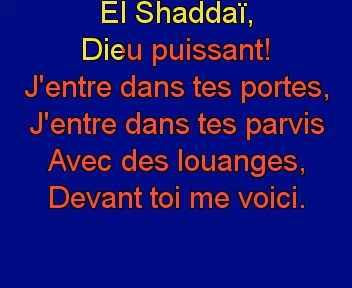 El Shaddaï,
Dieu puissant!
J'entre dans tes portes,
J'entre dans tes parvis
Avec des louanges,
Devant toi me voici.